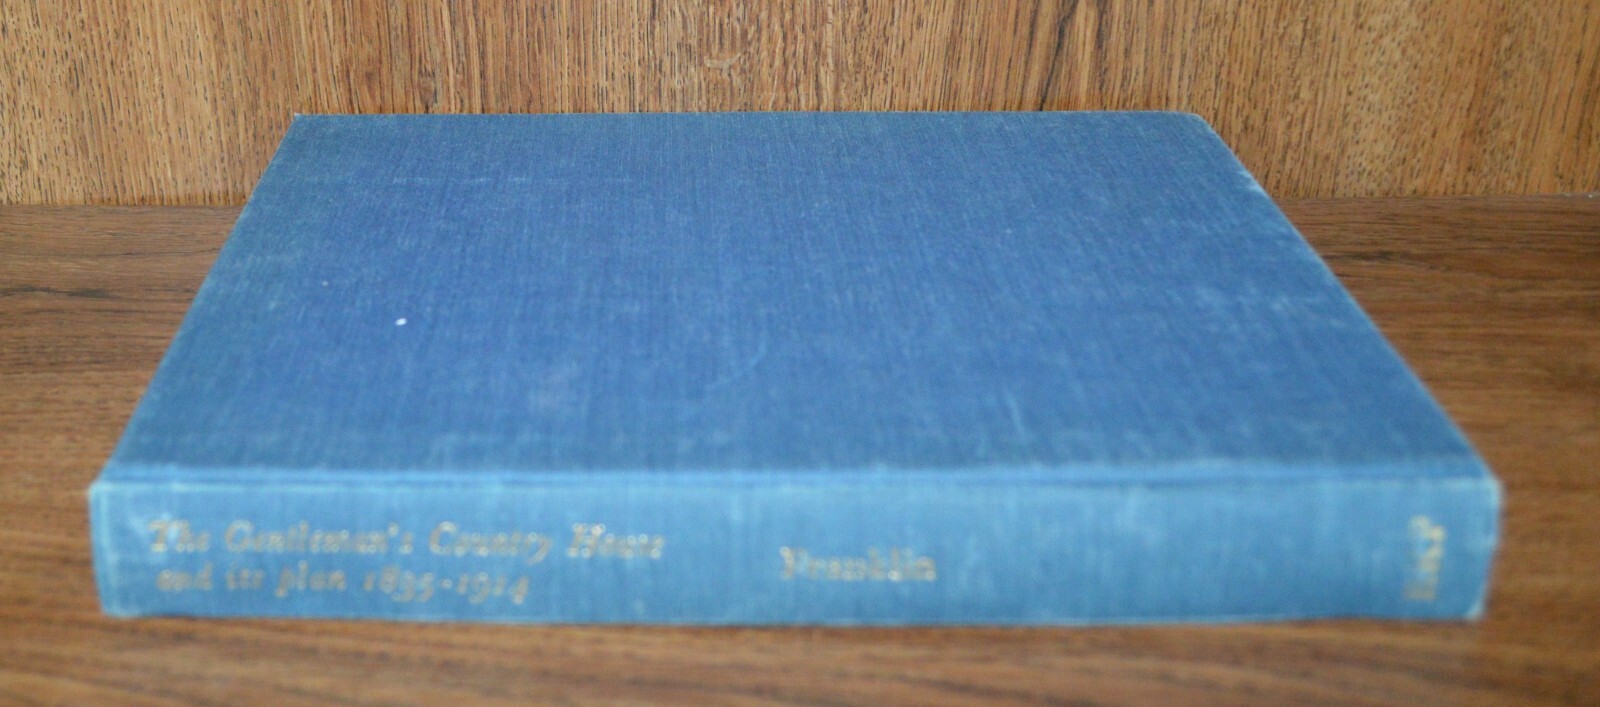 The Gentleman's Country House
and its plan 1835-1914
Franklin